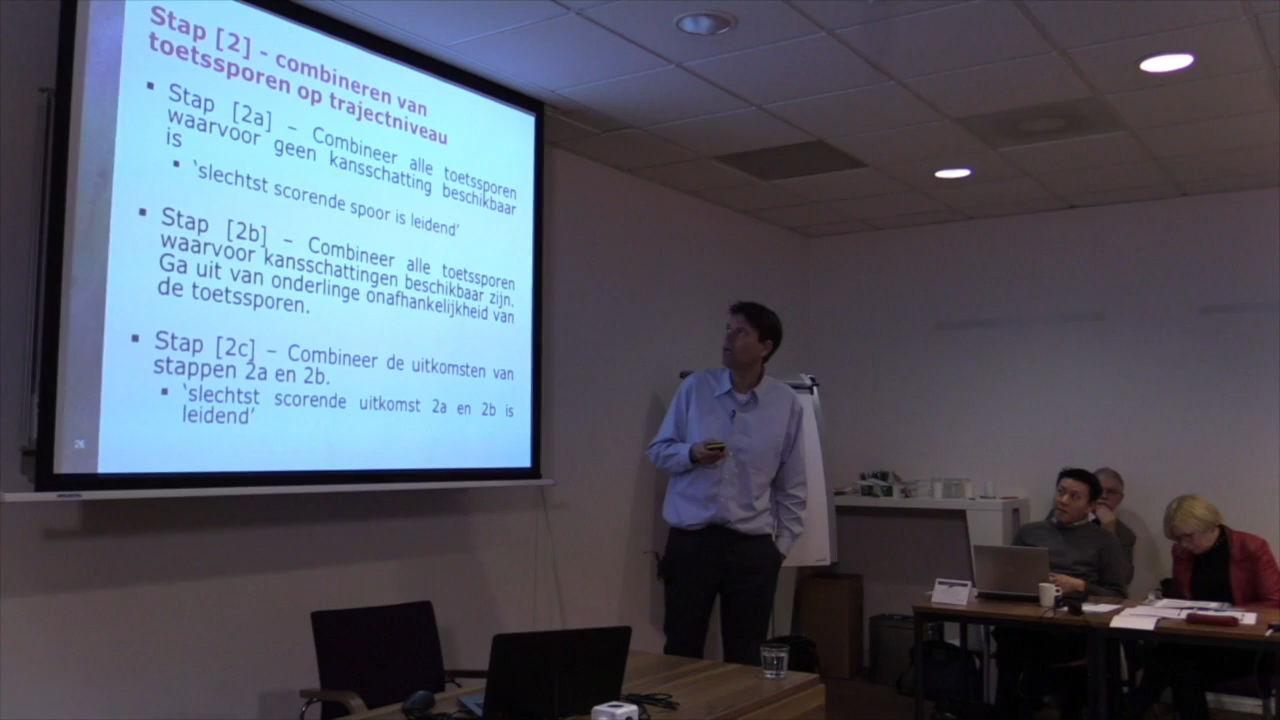 Stap [2] – combineren van
toetssporen op trajectniveau
▪ Stap [2a] – Combineer alle toetssporen
waarvoor geen kansschatting beschikbaar
is
▪ ‘slechtst scorende spoor is leidend’
▪ Stap [2b] – Combineer alle toetssporen
waarvoor kansschattingen beschikbaar zijn.
Ga uit van onderlinge onafhankelijkheid van
de toetssporen.
▪ Stap [2c] – Combineer de uitkomsten van
stappen 2a en 2b.
▪ ‘slechtst scorende uitkomst 2a en 2b is
leidend’
26